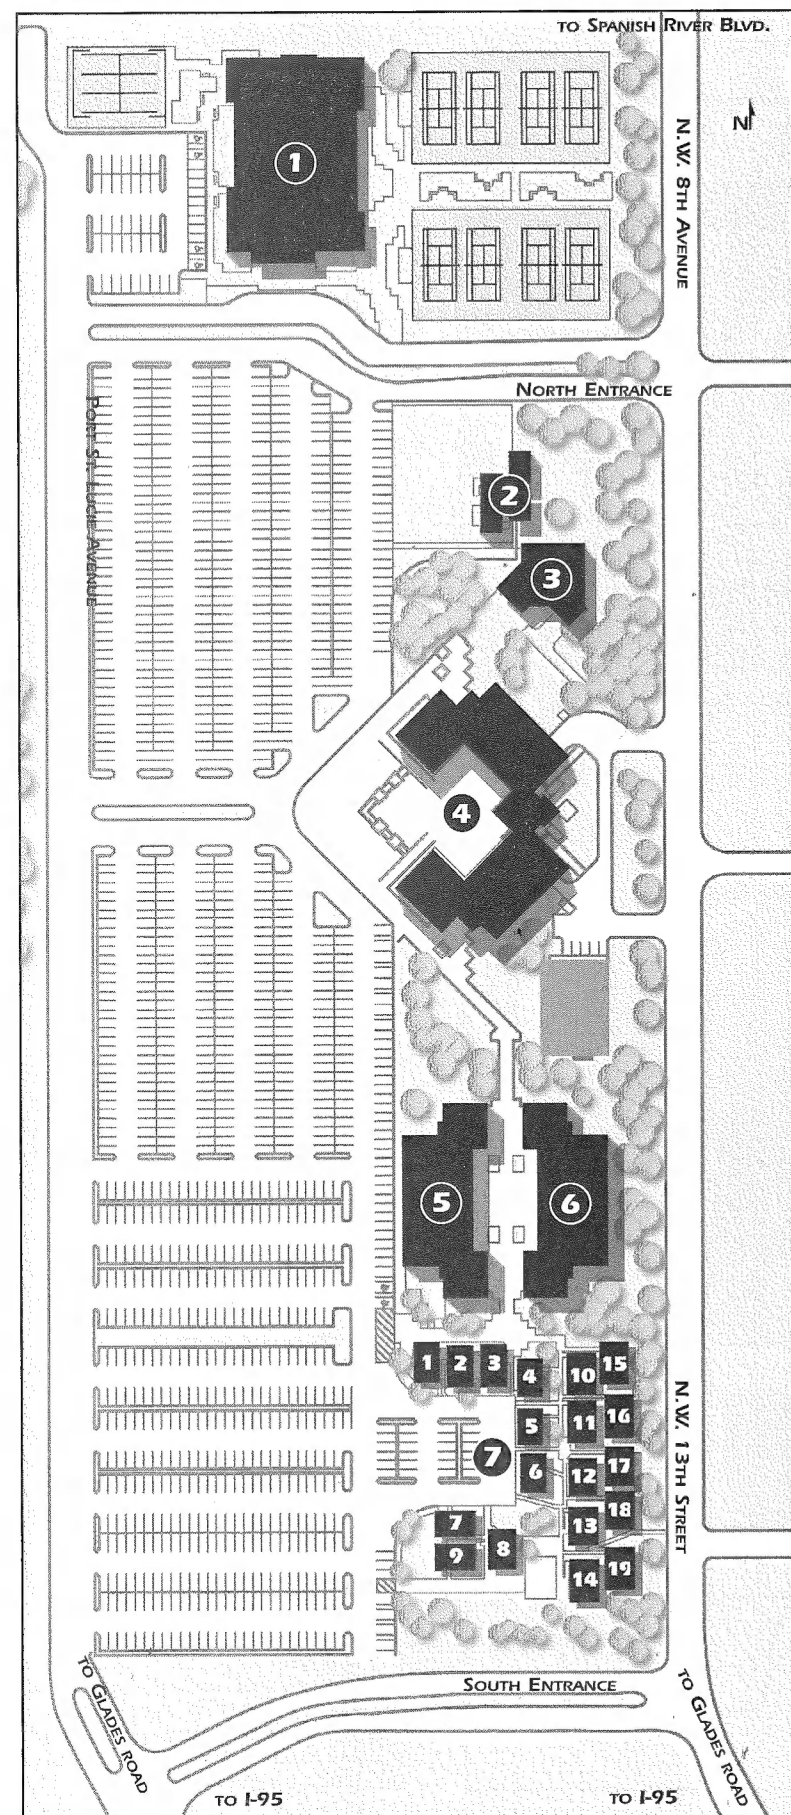 TO SPANISH RIVER BLVD.
N
N.W. 8TH AVENUE
1
NORTH ENTRANCE
PORT ST. LUCIE AVENUE
2
3
4
5
6
1
2
3
4
10
15
5
11
16
7
6
12
17
18
7
13
8
9
19
14
N.W. 13TH STREET
SOUTH ENTRANCE
TO GLADES ROAD
TO GLADES ROAD
TO I-95
TO I-95